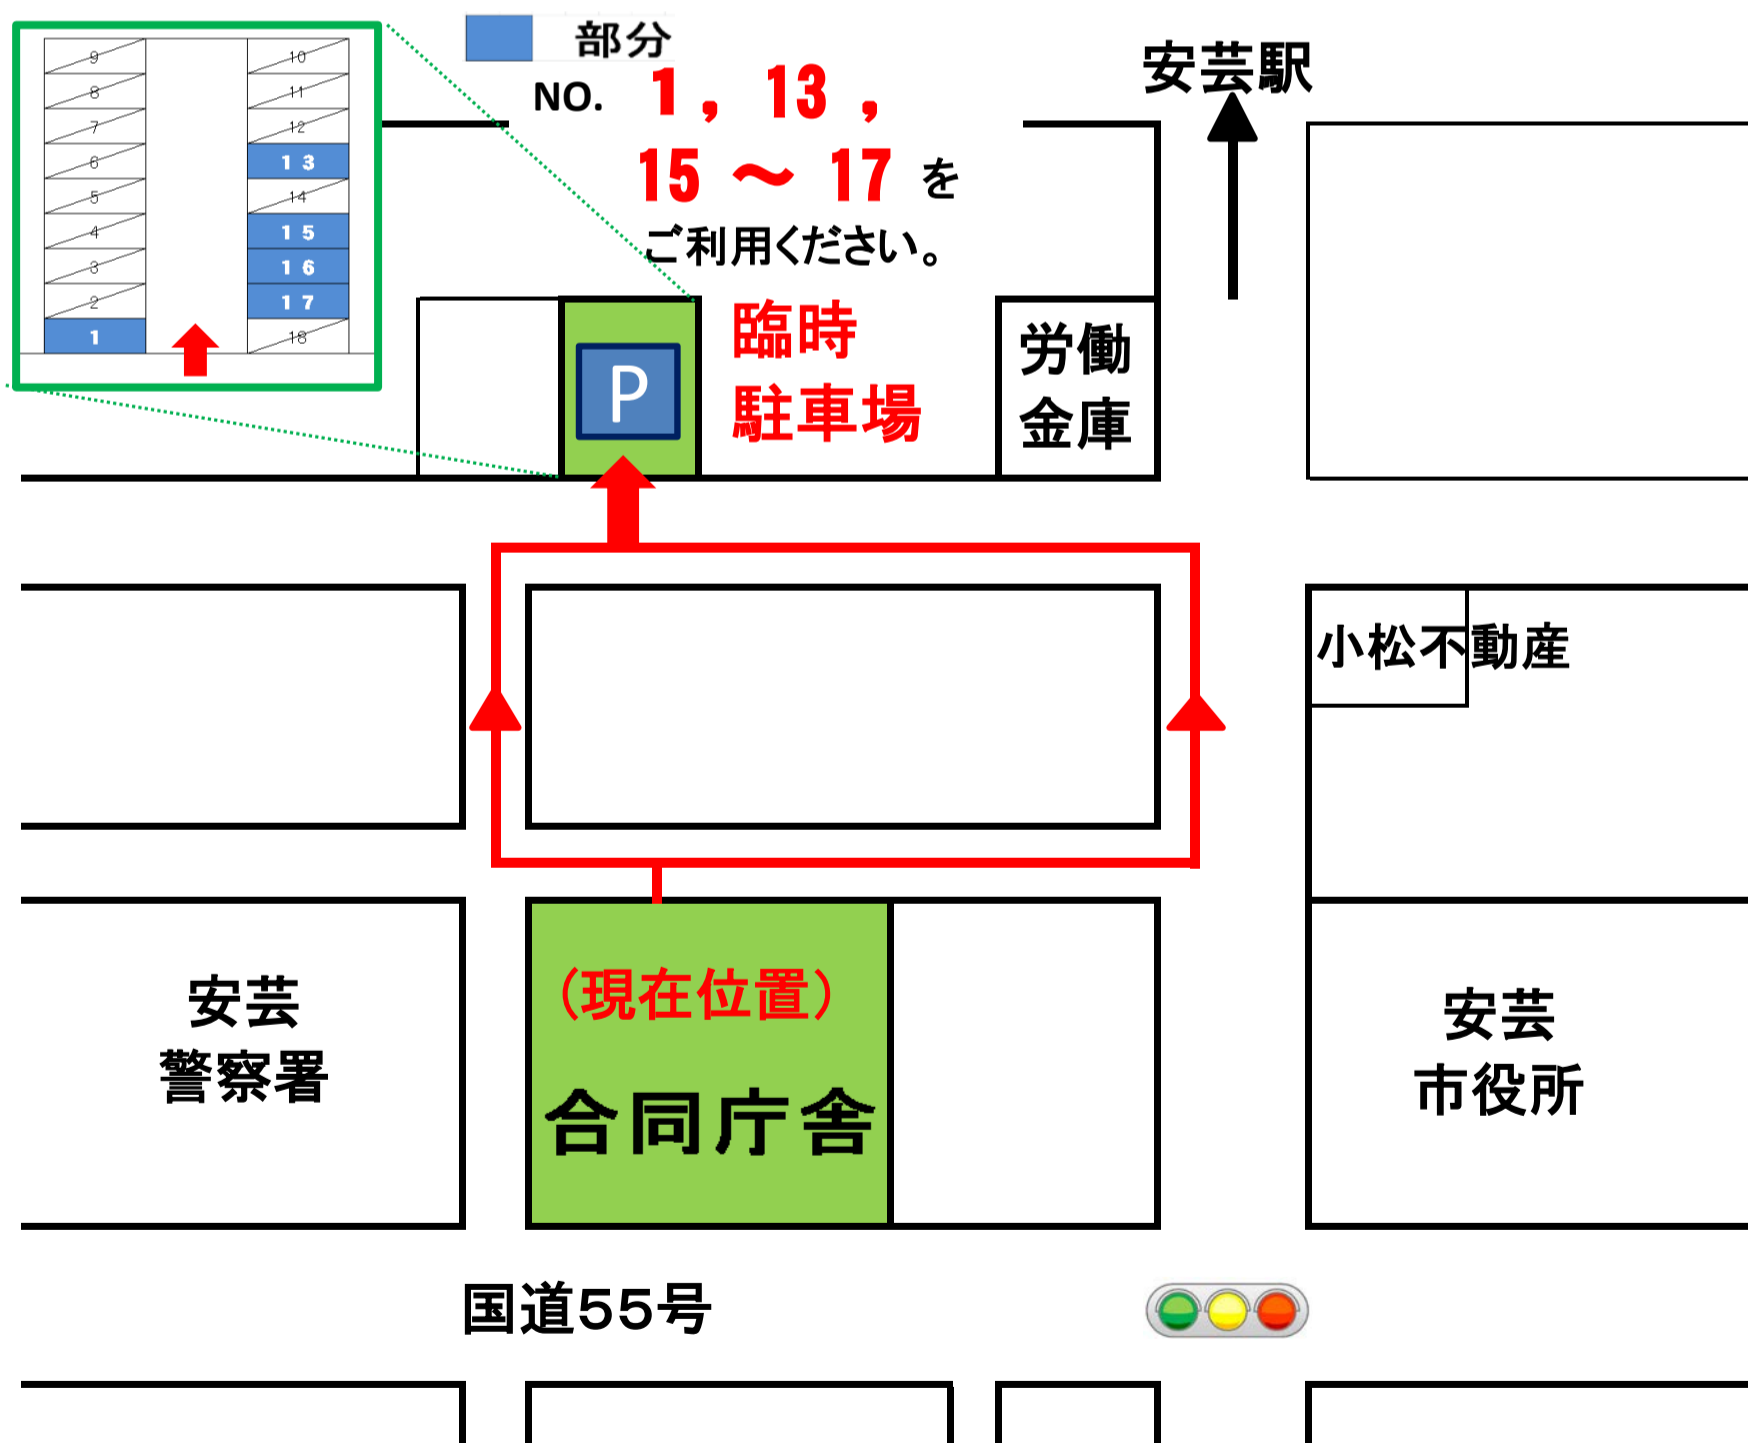 部分
NO. 1, 13,
15 ~ 17 を
ご利用ください。
9
8
7
6
5
4
3
2
1
10
11
12
13
14
15
16
17
18
安芸駅
P
臨時
駐車場
労働
金庫
小松不動産
安芸
警察署
(現在位置)
合同庁舎
安芸
市役所
国道55号